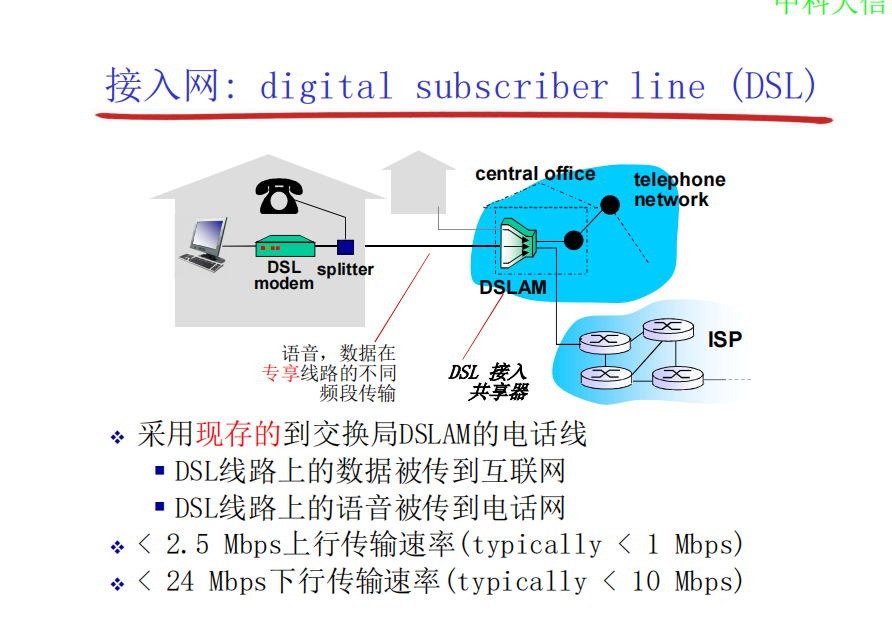 接入网: digital subscriber line (DSL)
central office
telephone
network
DSL
modem
splitter
DSLAM
ISP
语音，数据在
专享线路的不同
频段传输
DSL 接入
共享器
采用现存的到交换局DSLAM的电话线
DSL线路上的数据被传到互联网
DSL线路上的语音被传到电话网
< 2.5 Mbps上行传输速率(typically < 1 Mbps)
< 24 Mbps下行传输速率(typically < 10 Mbps)